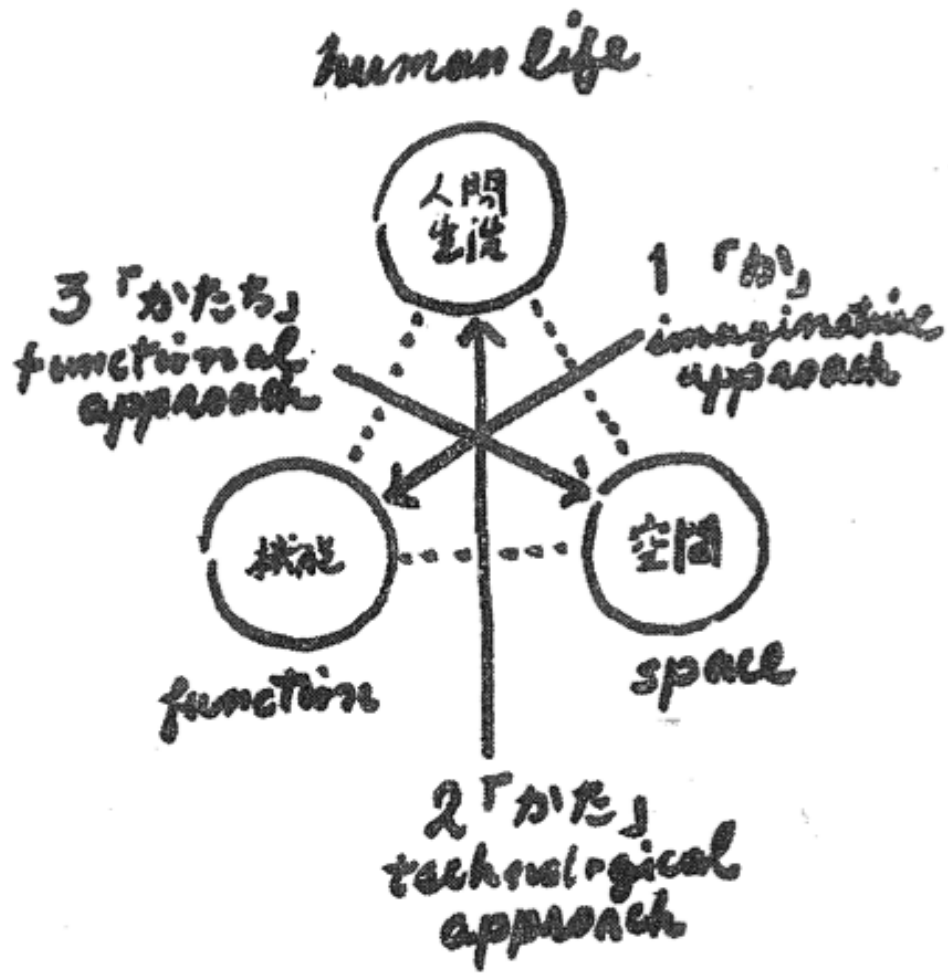 human life
人間
生活
3「かたち」
functional
approach
1「か」
imaginative
approach
機能
空間
function
space
2「かた」
technological
approach